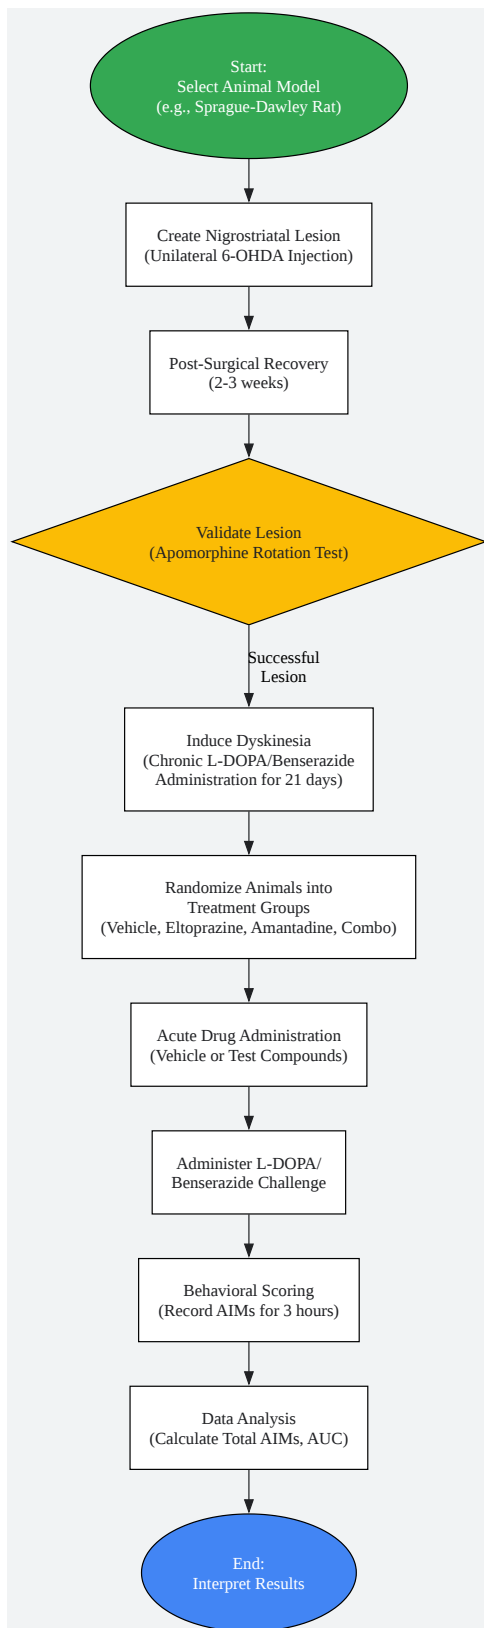 Start:
Select Animal Model
(e.g., Sprague-Dawley Rat)
Create Nigrostriatal Lesion
(Unilateral 6-OHDA Injection)
Post-Surgical Recovery
(2-3 weeks)
Validate Lesion
(Apomorphine Rotation Test)
Successful
Lesion
Induce Dyskinesia
(Chronic L-DOPA/Benserazide
Administration for 21 days)
Randomize Animals into
Treatment Groups
(Vehicle, Eltoprazine, Amantadine, Combo)
Acute Drug Administration
(Vehicle or Test Compounds)
Administer L-DOPA/
Benserazide Challenge
Behavioral Scoring
(Record AIMs for 3 hours)
Data Analysis
(Calculate Total AIMs, AUC)
End:
Interpret Results